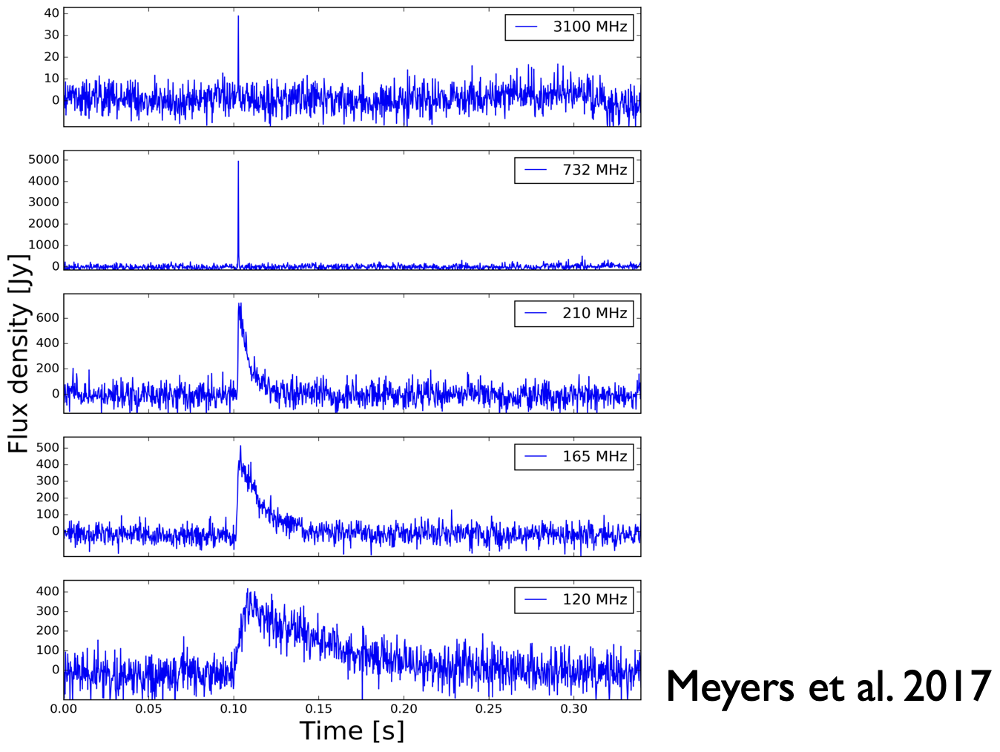 40
30
20
10
0
3100 MHz
5000
4000
3000
2000
1000
0
732 MHz
600
400
200
0
210 MHz
500
400
300
200
100
0
165 MHz
400
300
200
100
0
120 MHz
0.00 0.05 0.10 0.15 0.20 0.25 0.30
Time [s]
Flux density [Jy]
Meyers et al. 2017